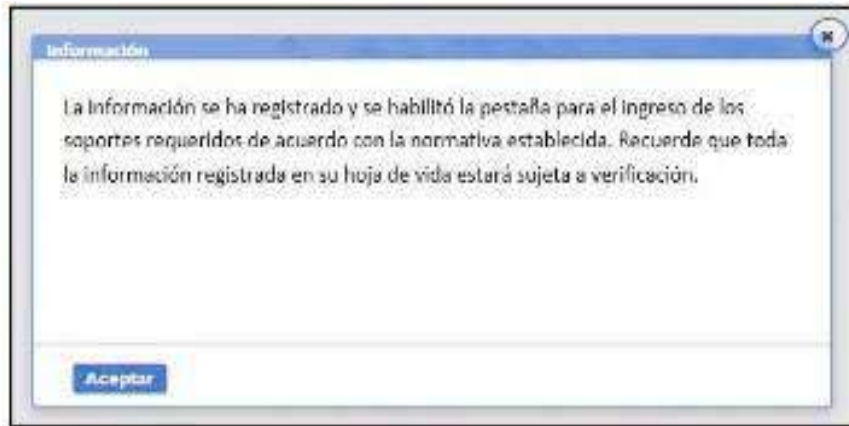 Información
La información se ha registrado y se habilitó la pestaña para el ingreso de los
soportes requeridos de acuerdo con la normativa establecida. Recuerde que toda
la información registrada en su hoja de vida estará sujeta a verificación.
Aceptar